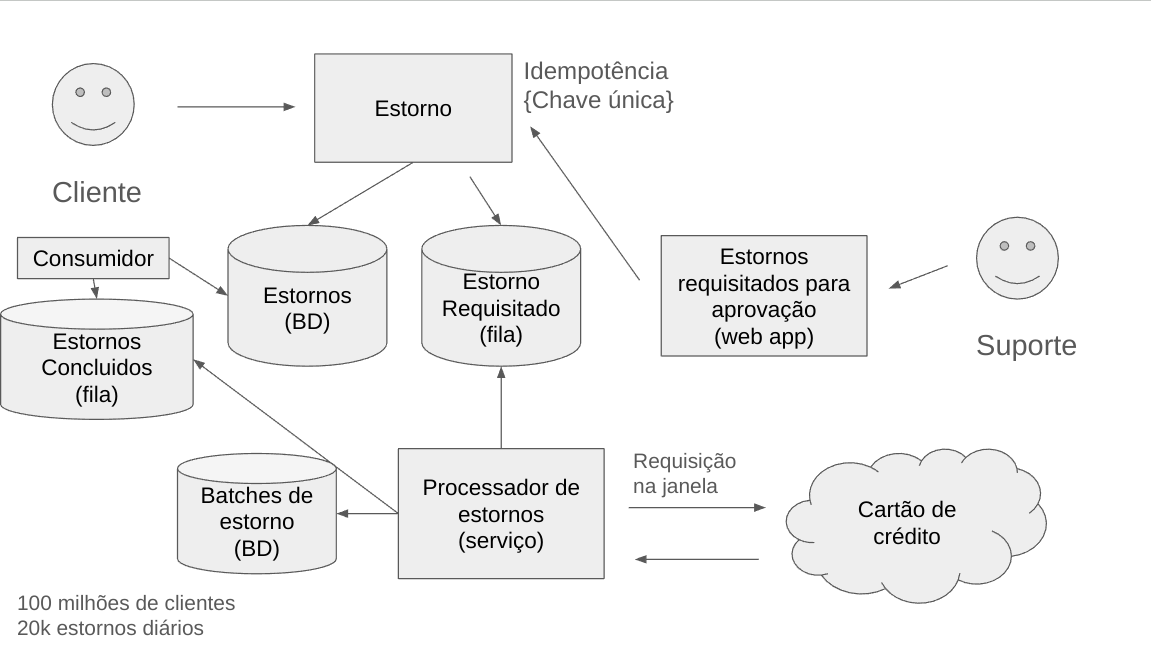 Idempotência
{Chave única}
Estorno
Cliente
Consumidor
Estornos
(BD)
Estorno
Requisitado
(fila)
Estornos
requisitados para
aprovação
(web app)
Suporte
Estornos
Concluidos
(fila)
Batches de
estorno
(BD)
Processador de
estornos
(serviço)
Requisição
na janela
Cartão de
crédito
100 milhões de clientes
20k estornos diários